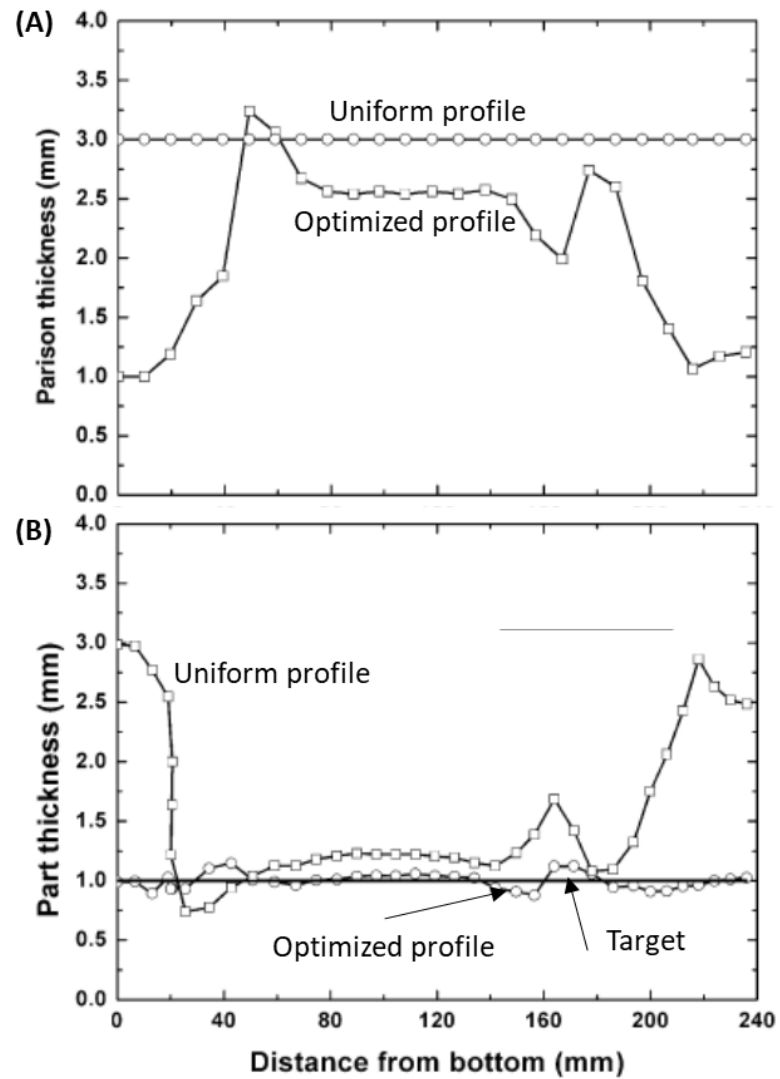 (A)
4.0
3.5
3.0
2.5
2.0
1.5
1.0
0.5
0.0
Parison thickness (mm)
Uniform profile
Optimized profile
(B)
4.0
3.5
3.0
2.5
2.0
1.5
1.0
0.5
0.0
Part thickness (mm)
Uniform profile
Optimized profile
Target
0 40 80 120 160 200 240
Distance from bottom (mm)